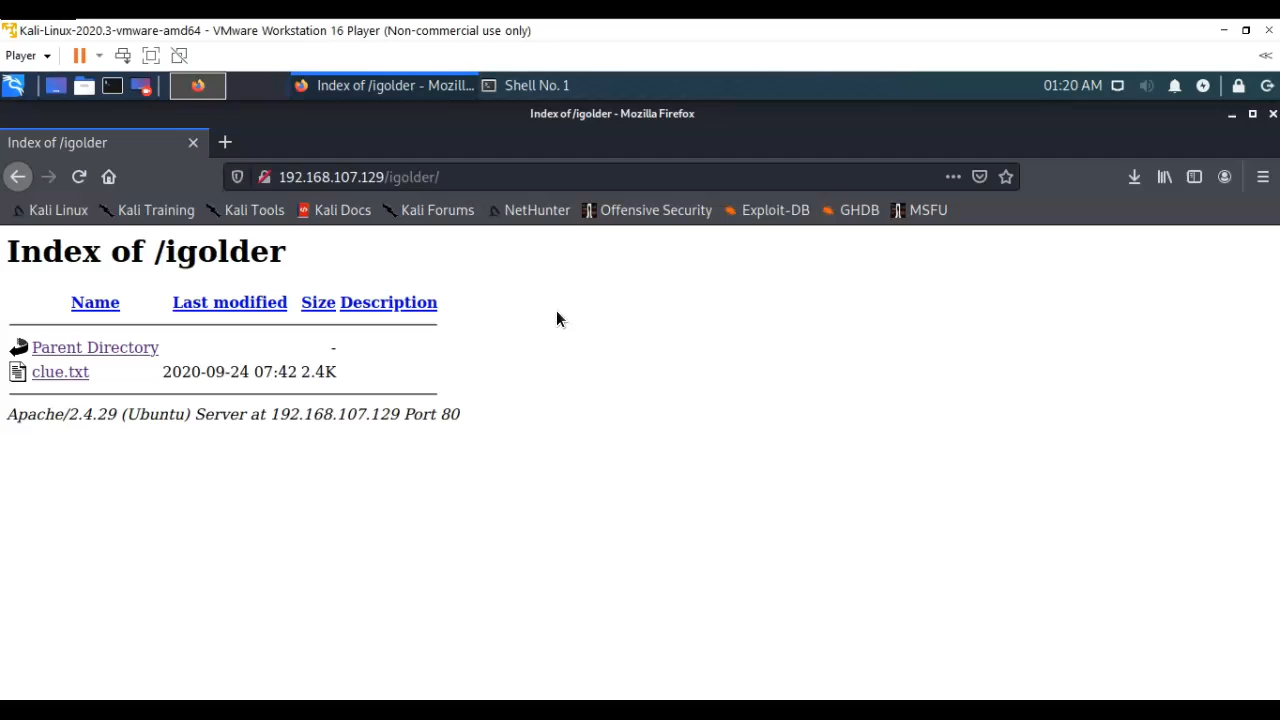 Kali-Linux-2020.3-vmware-amd64 - VMware Workstation 16 Player (Non-commercial use only)
Player
Index of /igolder - Mozill... Shell No. 1 01:20 AM
Index of /igolder - Mozilla Firefox
Index of /igolder
192.168.107.129/igolder/
Kali Linux Kali Training Kali Tools Kali Docs Kali Forums NetHunter Offensive Security Exploit-DB GHDB MSFU
Index of /igolder
Name Last modified Size Description
Parent Directory -
clue.txt 2020-09-24 07:42 2.4K
Apache/2.4.29 (Ubuntu) Server at 192.168.107.129 Port 80